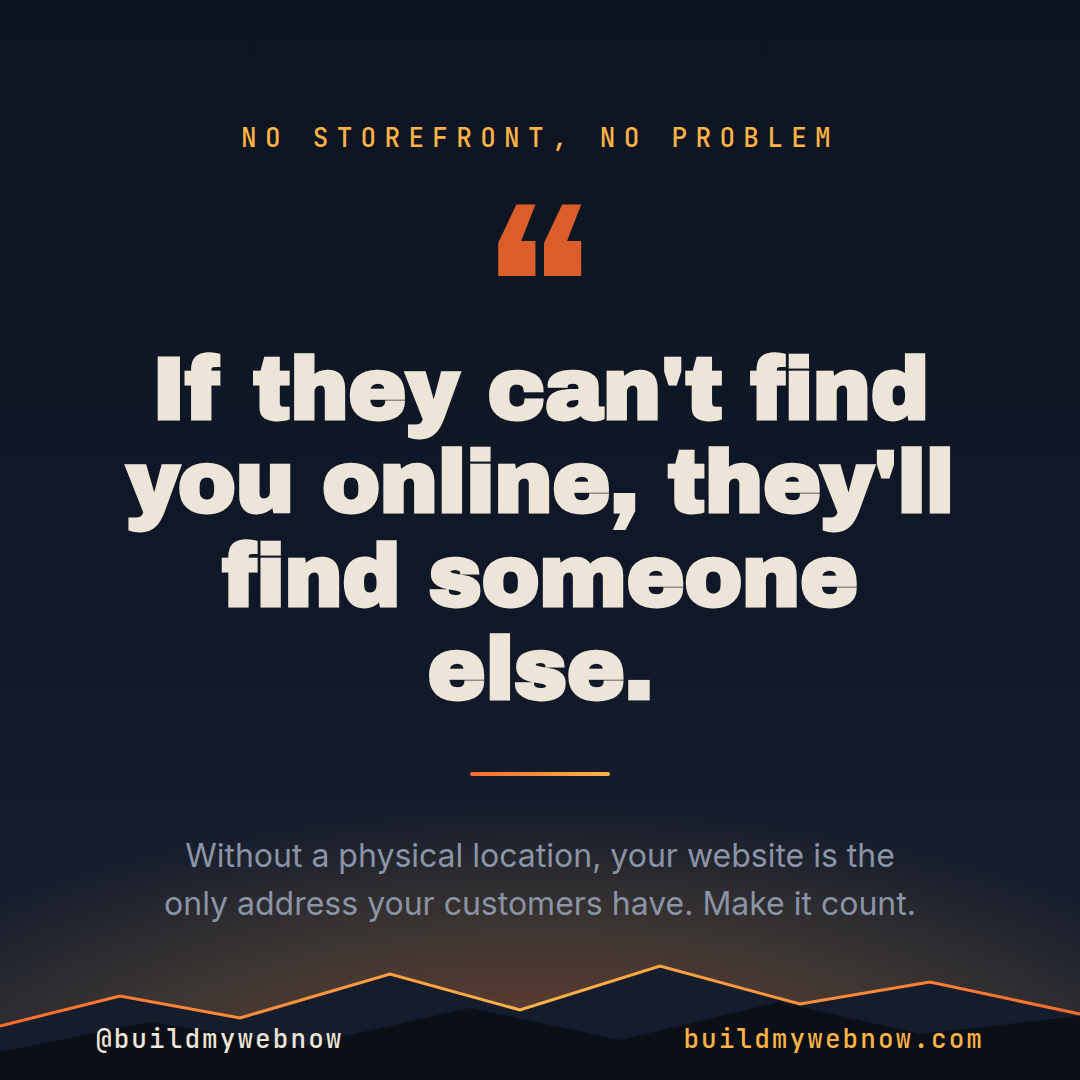 NO STOREFRONT, NO PROBLEM
“
If they can't find
you online, they'll
find someone
else.
Without a physical location, your website is the
only address your customers have. Make it count.
@buildmywebnow
buildmywebnow.com